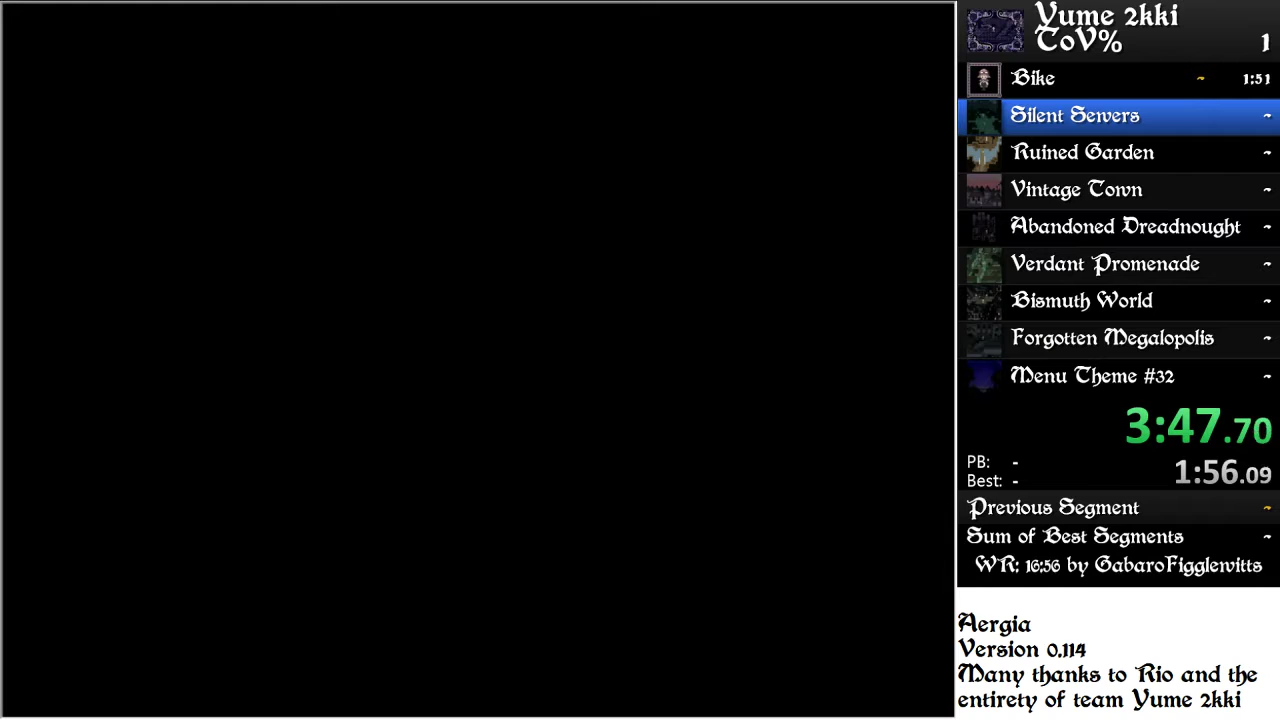 Yume 2kki
CoV% 1
Bike ~ 1:51
Silent Sewers ~
Ruined Garden ~
Vintage Town ~
Abandoned Dreadnought ~
Verdant Promenade ~
Bismuth World ~
Forgotten Megalopolis ~
Menu Theme #32 ~
3:47.70
PB: -
Best: -
1:56.09
Previous Segment ~
Sum of Best Segments ~
WR: 16:56 by GabaroFigglewitts
Aergia
Version 0.114
Many thanks to Rio and the
entirety of team Yume 2kki